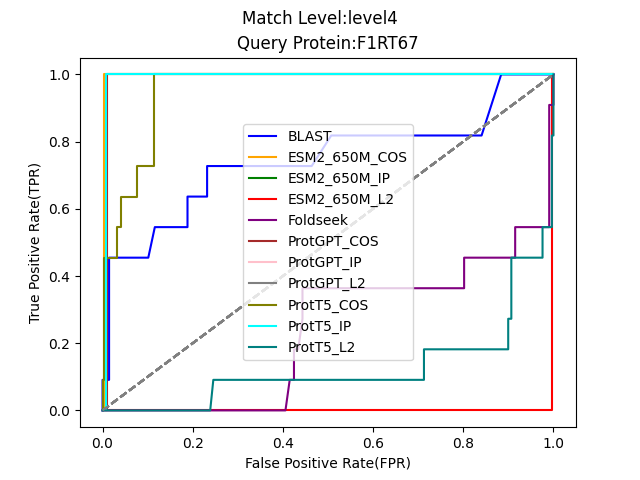 Match Level:level4
Query Protein:F1RT67
True Positive Rate(TPR)
1.0
0.8
0.6
0.4
0.2
0.0
BLAST
ESM2_650M_COS
ESM2_650M_IP
ESM2_650M_L2
Foldseek
ProtGPT_COS
ProtGPT_IP
ProtGPT_L2
ProtT5_COS
ProtT5_IP
ProtT5_L2
0.0 0.2 0.4 0.6 0.8 1.0
False Positive Rate(FPR)